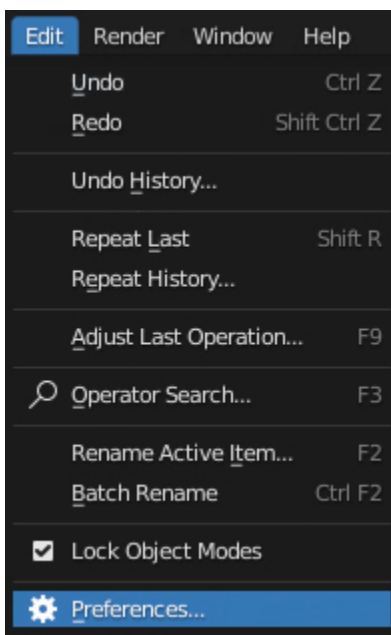 Edit Render Window Help
Undo Ctrl Z
Redo Shift Ctrl Z
Undo History...
Repeat Last Shift R
Repeat History...
Adjust Last Operation... F9
Operator Search... F3
Rename Active Item... F2
Batch Rename Ctrl F2
Lock Object Modes
Preferences...